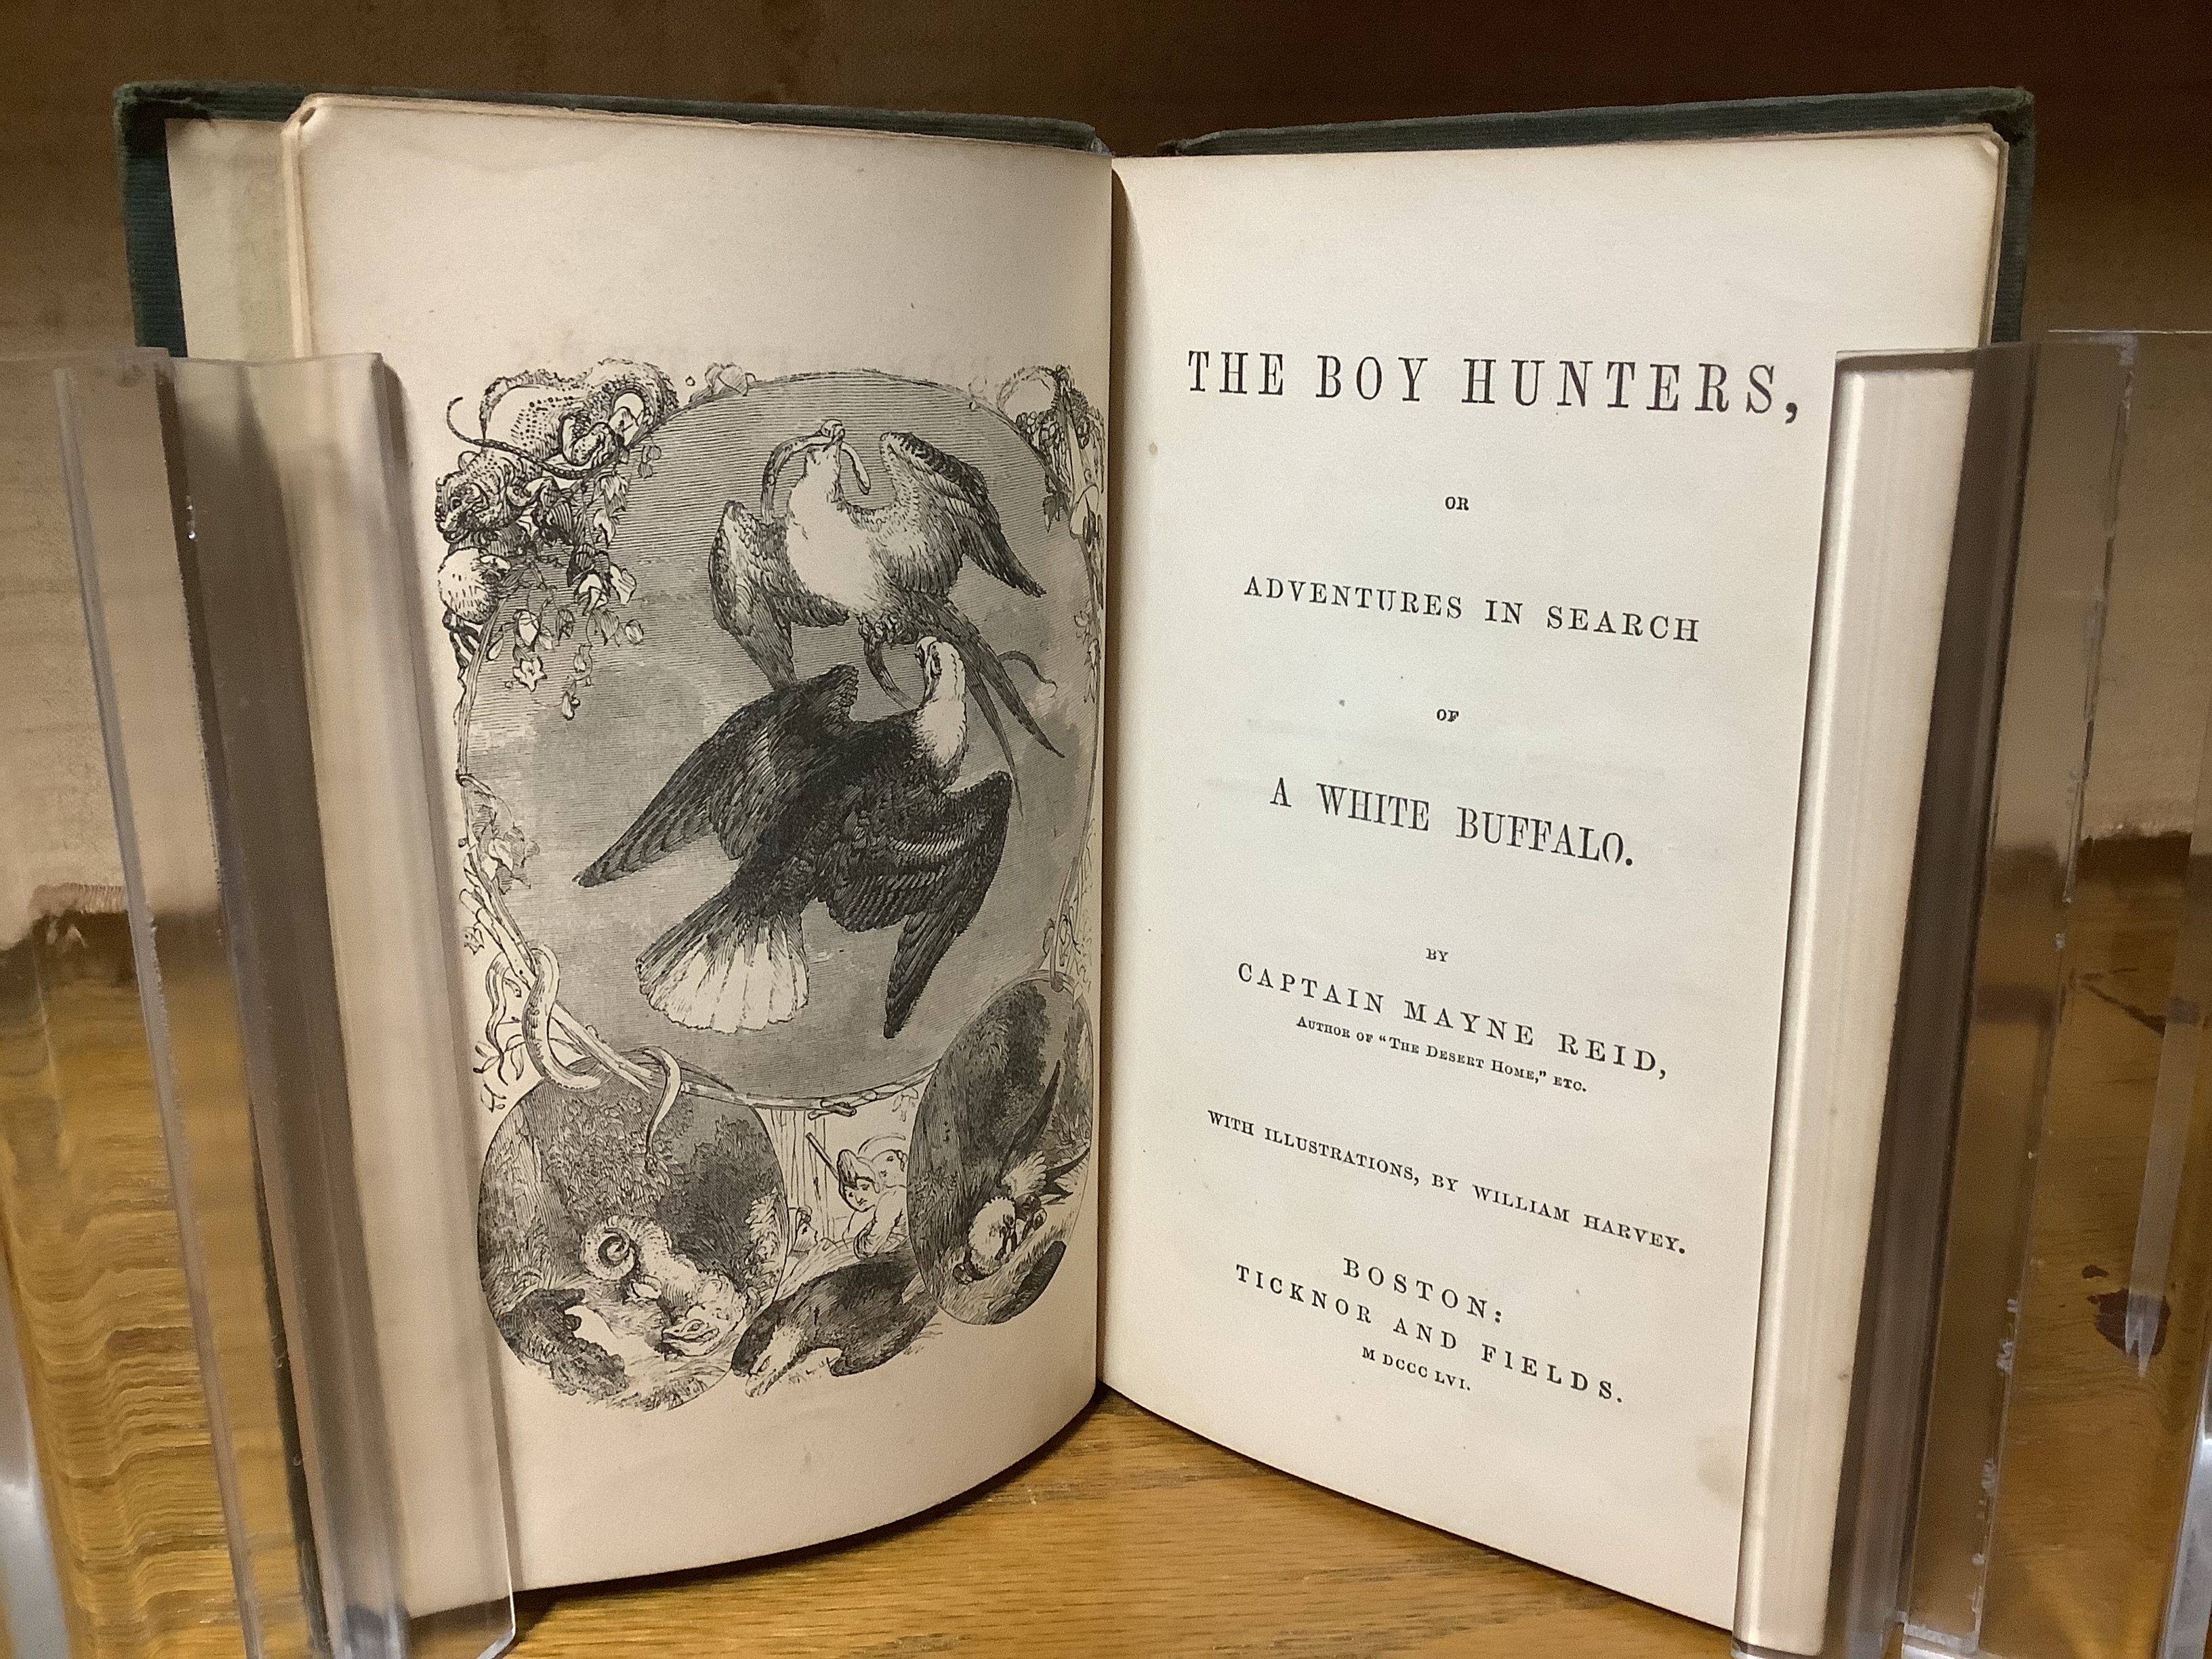 THE BOY HUNTERS,
OR
ADVENTURES IN SEARCH
OF
A WHITE BUFFALO.
BY
CAPTAIN MAYNE REID,
AUTHOR OF "THE DESERT HOME," ETC.
WITH ILLUSTRATIONS, BY WILLIAM HARVEY.
BOSTON:
TICKNOR AND FIELDS.
M DCCC LVI.